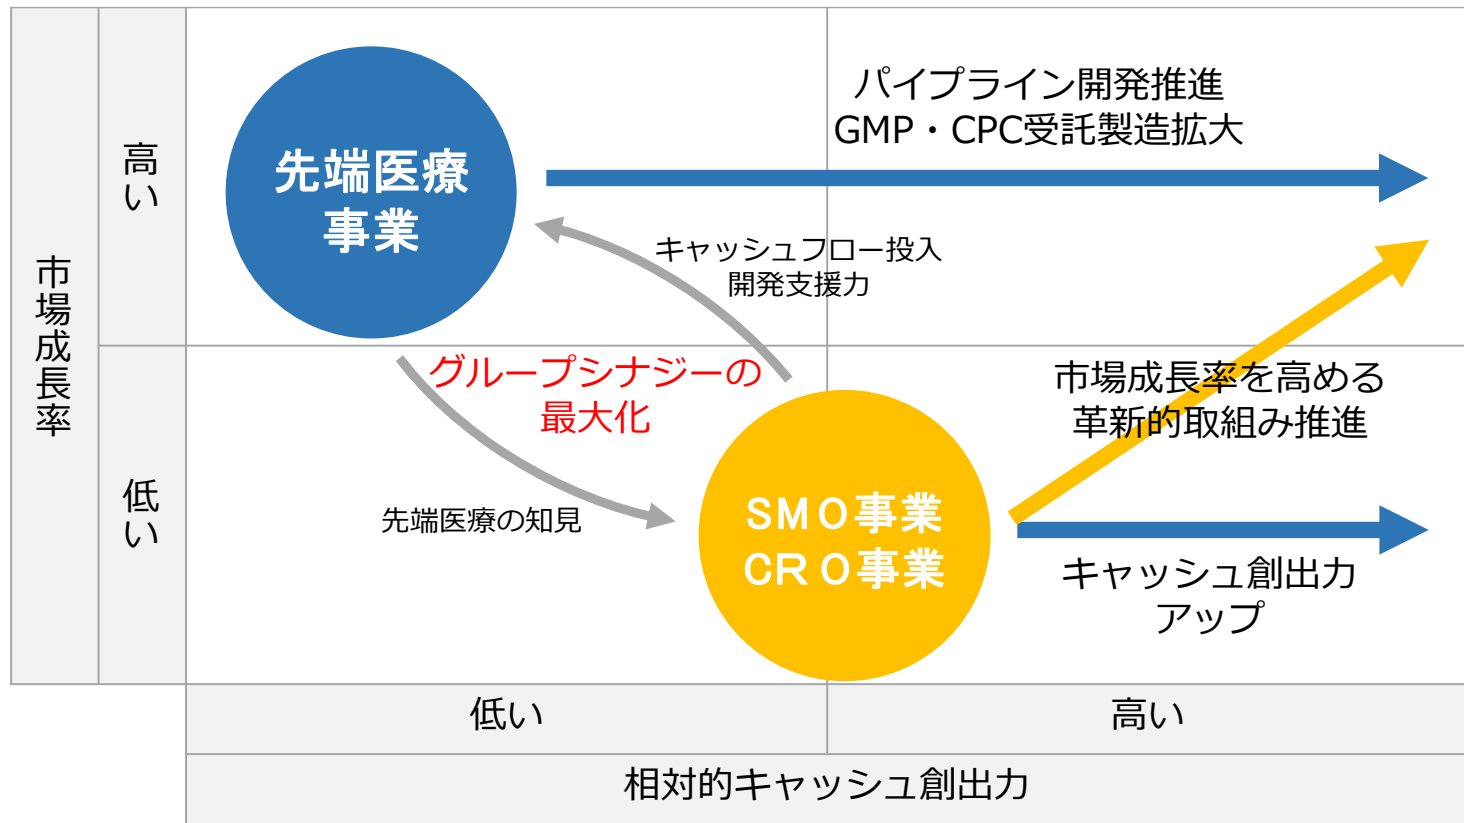 市場成長率
高い
低い
先端医療
事業
パイプライン開発推進
GMP・CPC受託製造拡大
キャッシュフロー投入
開発支援力
グループシナジーの
最大化
先端医療の知見
SMO事業
CRO事業
市場成長率を高める
革新的取組み推進
キャッシュ創出力
アップ
低い
高い
相対的キャッシュ創出力